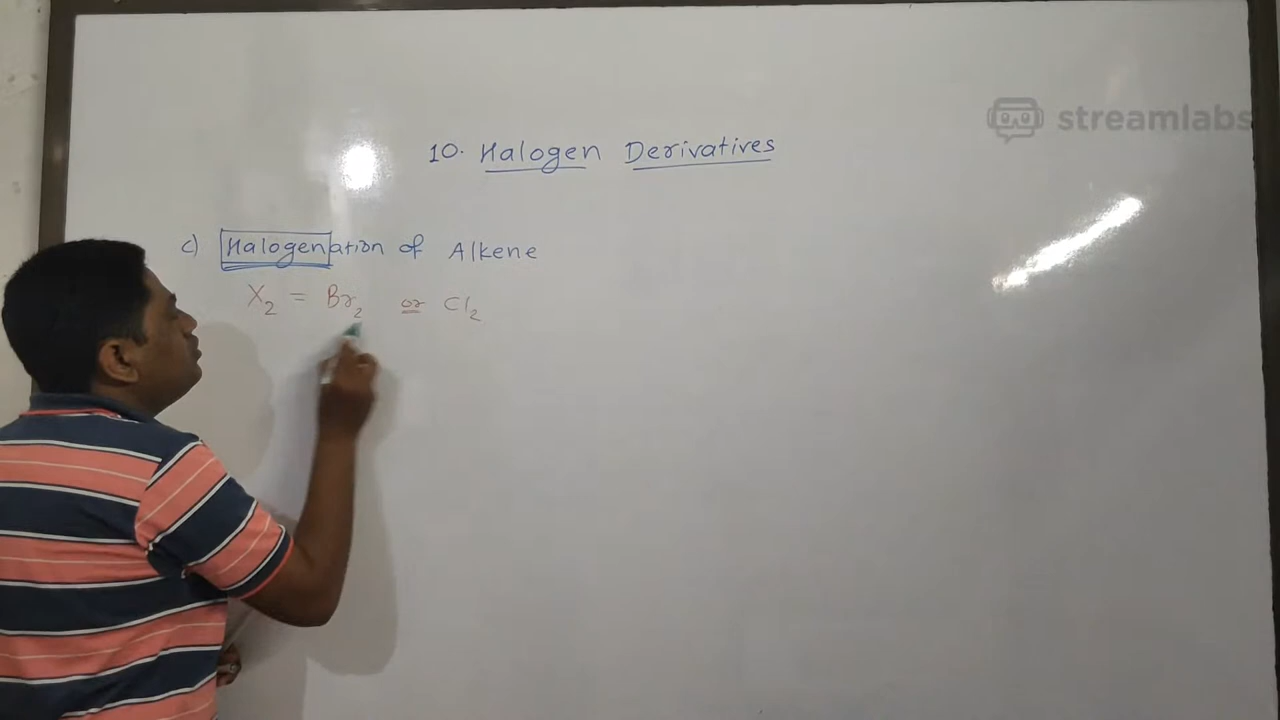 streamlabs
10. Halogen Derivatives
c) Halogenation of Alkene
X₂ = Br₂ or Cl₂